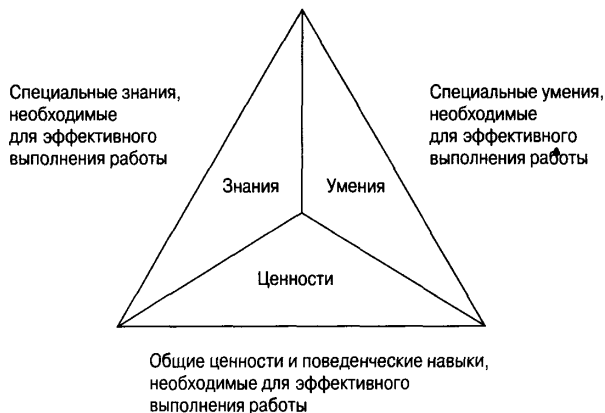 Специальные знания,
необходимые
для эффективного
выполнения работы
Специальные умения,
необходимые
для эффективного
выполнения работы
Знания
Умения
Ценности
Общие ценности и поведенческие навыки,
необходимые для эффективного
выполнения работы